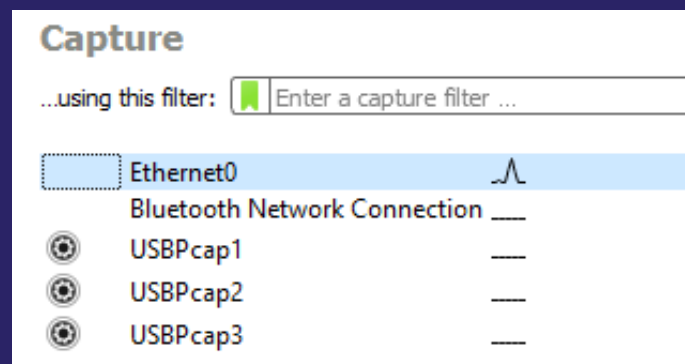 Capture
...using this filter: Enter a capture filter ...
Ethernet0
Bluetooth Network Connection
USBPcap1
USBPcap2
USBPcap3